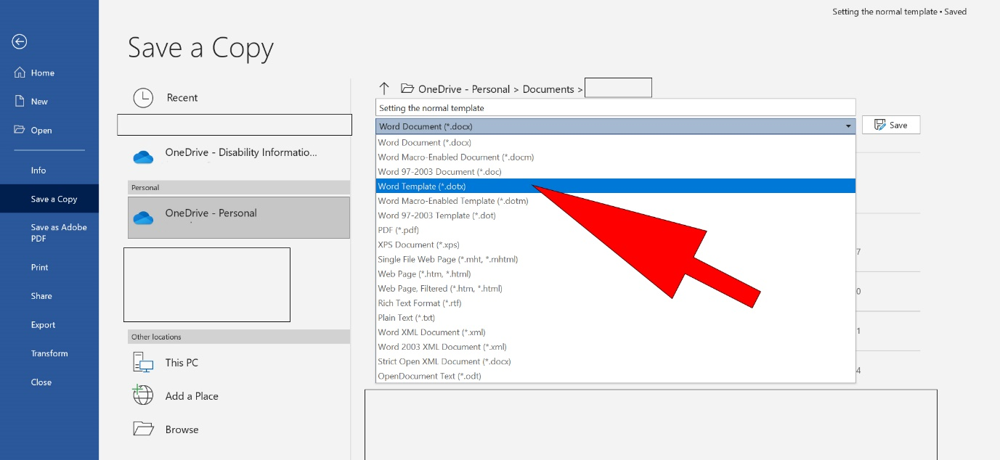 Setting the normal template • Saved
Home
New
Open
Info
Save a Copy
Save as Adobe
PDF
Print
Share
Export
Transform
Close
Save a Copy
Recent
OneDrive - Disability Informatio...
Personal
OneDrive - Personal
Other locations
This PC
Add a Place
Browse
OneDrive - Personal > Documents >
Setting the normal template
Word Document (*.docx)
Save
Word Document (*.docx)
Word Macro-Enabled Document (*.docm)
Word 97-2003 Document (*.doc)
Word Template (*.dotx)
Word Macro-Enabled Template (*.dotm)
Word 97-2003 Template (*.dot)
PDF (*.pdf)
XPS Document (*.xps)
Single File Web Page (*.mht, *.mhtml)
Web Page (*.htm, *.html)
Web Page, Filtered (*.htm, *.html)
Rich Text Format (*.rtf)
Plain Text (*.txt)
Word XML Document (*.xml)
Word 2003 XML Document (*.xml)
Strict Open XML Document (*.docx)
OpenDocument Text (*.odt)
7
0
1
4